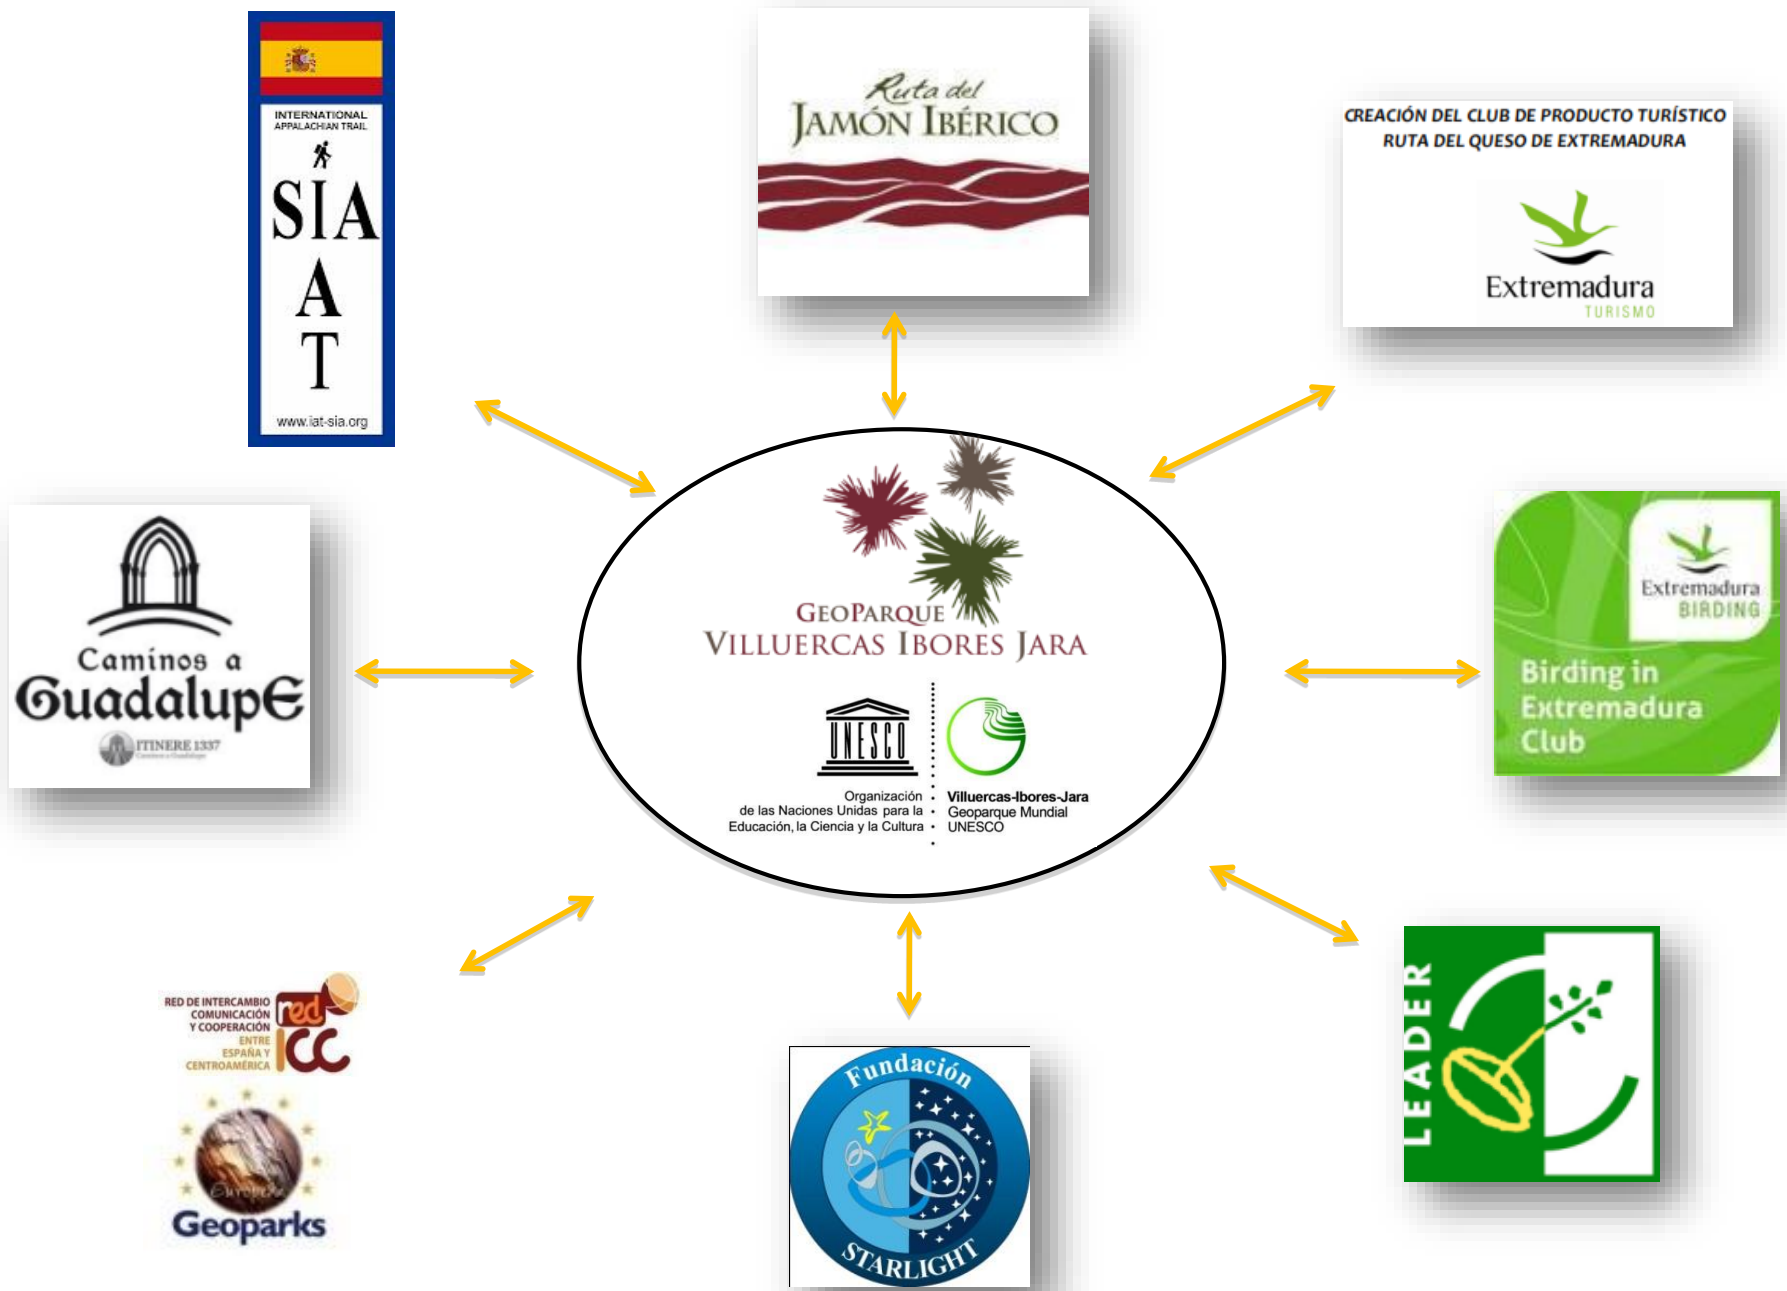 INTERNATIONAL
APPALACHIAN TRAIL
SIA
A
T
www.iat-sia.org
Ruta del
JAMÓN IBÉRICO
CREACIÓN DEL CLUB DE PRODUCTO TURÍSTICO
RUTA DEL QUESO DE EXTREMADURA
Extremadura
TURISMO
Caminos a
GuadalupE
ITINERE 1337
Caminos a Guadalupe
GEOPARQUE
VILLUERCAS IBORES JARA
UNESCO
Organización
de las Naciones Unidas para la
Educación, la Ciencia y la Cultura
Villuercas-Ibores-Jara
Geoparque Mundial
UNESCO
Extremadura
BIRDING
Birding in
Extremadura
Club
RED DE INTERCAMBIO
COMUNICACIÓN
Y COOPERACIÓN
ENTRE
ESPAÑA Y
CENTROAMÉRICA
red
ICC
European
Geoparks
Fundación
STARLIGHT
LEADER